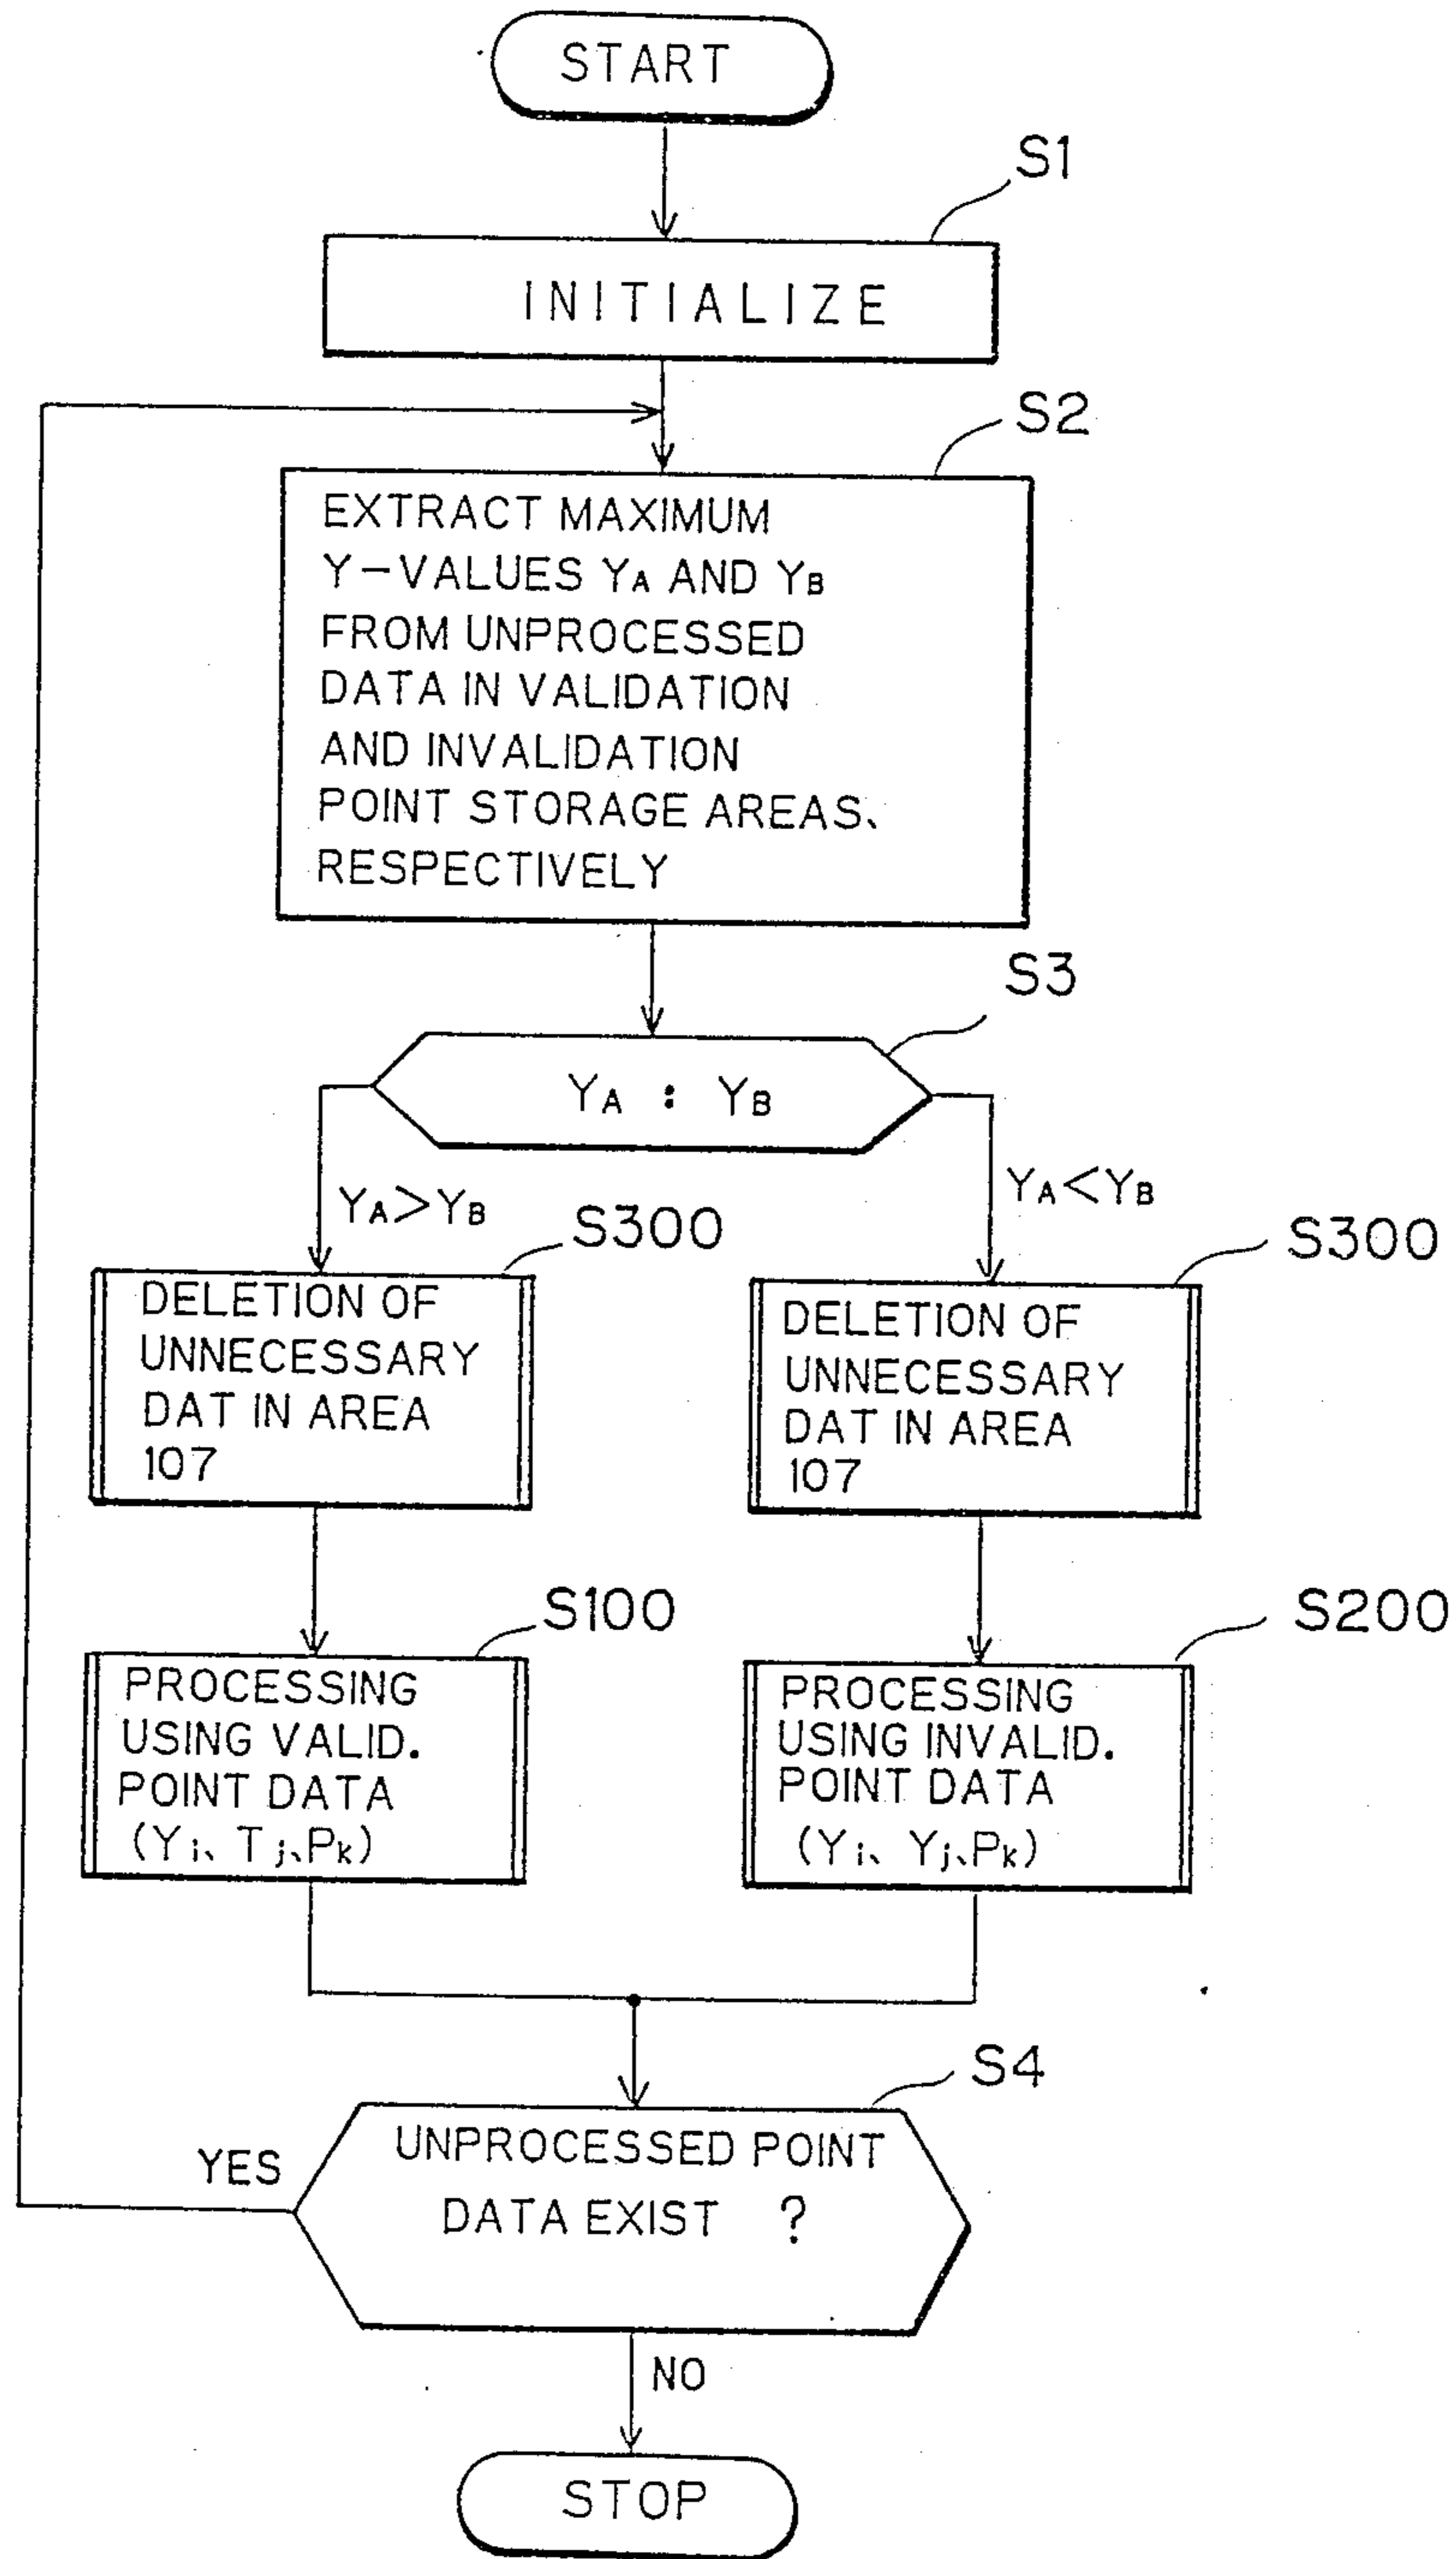 START
S1
INITIALIZE
S2
EXTRACT MAXIMUM
Y-VALUES YA AND YB
FROM UNPROCESSED
DATA IN VALIDATION
AND INVALIDATION
POINT STORAGE AREAS、
RESPECTIVELY
S3
YA : YB
YA>YB
YA<YB
S300
DELETION OF
UNNECESSARY
DAT IN AREA
107
S300
DELETION OF
UNNECESSARY
DAT IN AREA
107
S100
PROCESSING
USING VALID.
POINT DATA
(Yi、Tj、Pk)
S200
PROCESSING
USING INVALID.
POINT DATA
(Yi、Yj、Pk)
S4
UNPROCESSED POINT
DATA EXIST ?
YES
NO
STOP